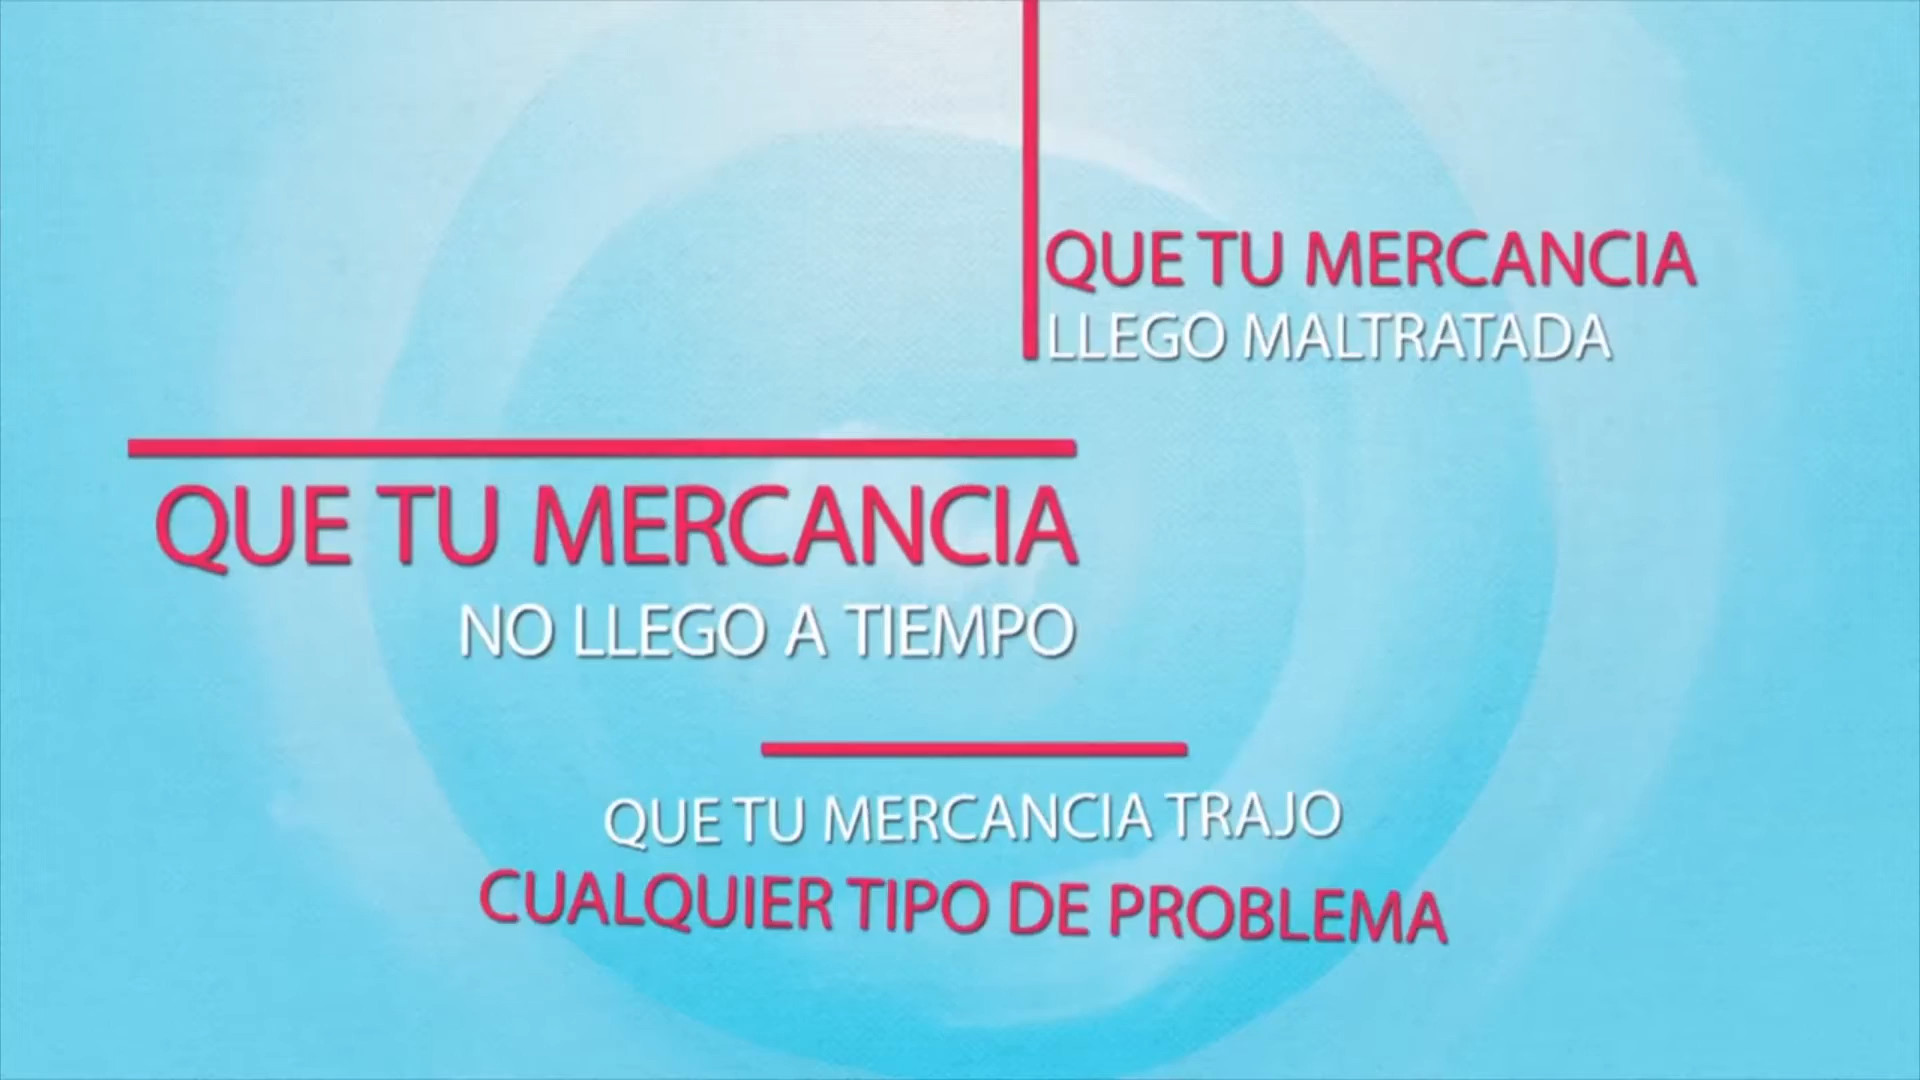 QUE TU MERCANCIA
LLEGO MALTRATADA
QUE TU MERCANCIA
NO LLEGO A TIEMPO
QUE TU MERCANCIA TRAJO
CUALQUIER TIPO DE PROBLEMA